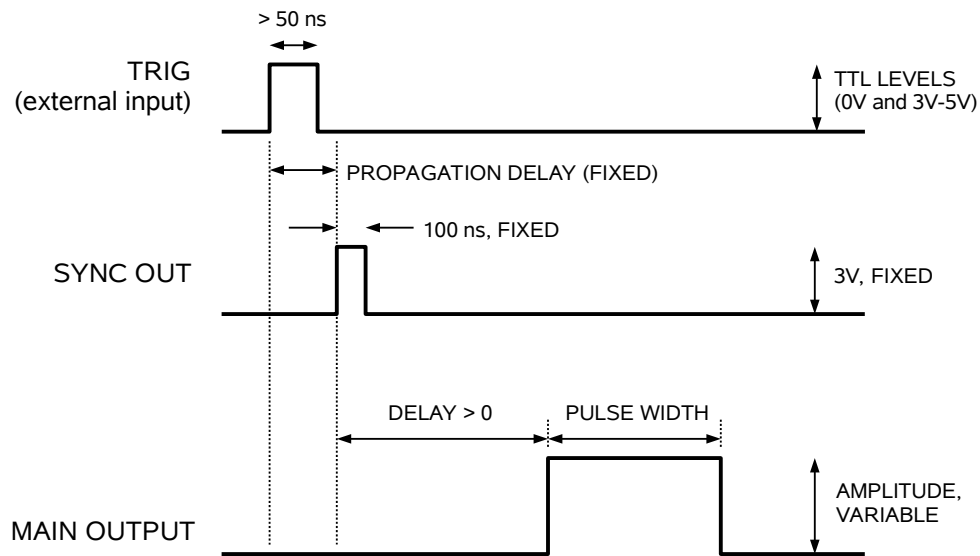 > 50 ns
TRIG
(external input)
TTL LEVELS
(0V and 3V-5V)
PROPAGATION DELAY (FIXED)
100 ns, FIXED
SYNC OUT
3V, FIXED
DELAY > 0
PULSE WIDTH
AMPLITUDE,
VARIABLE
MAIN OUTPUT